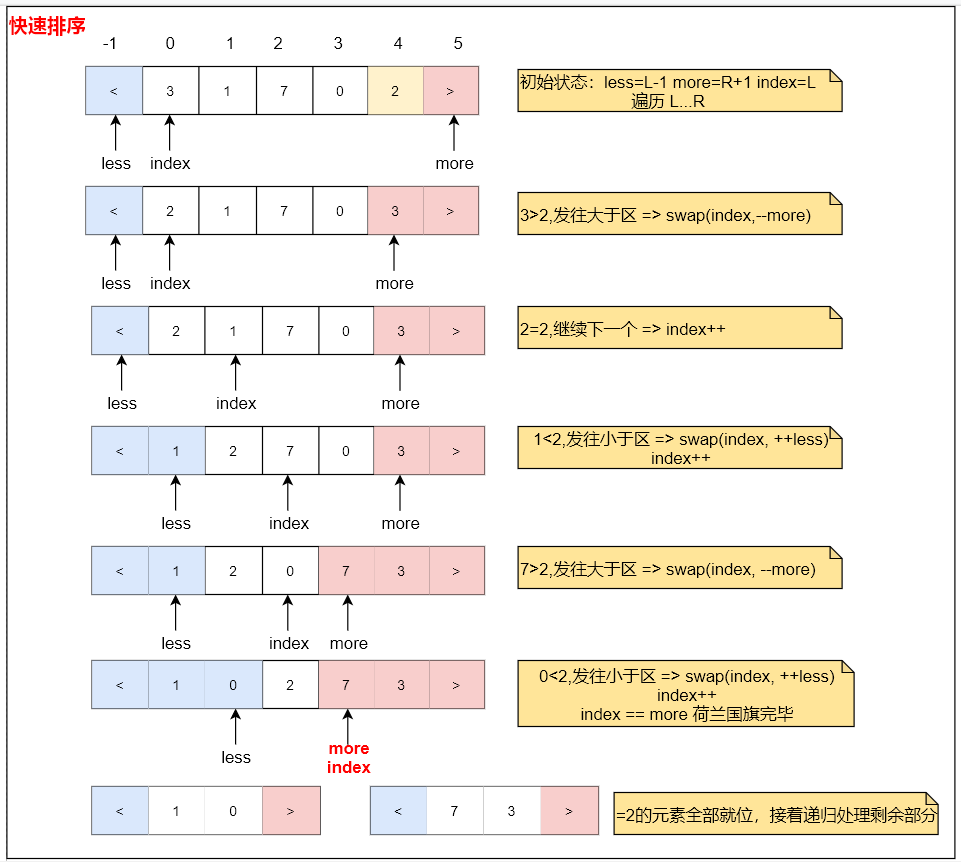 快速排序
-1 0 1 2 3 4 5
< 3 1 7 0 2 >
初始状态：less=L-1 more=R+1 index=L
遍历 L...R
less index more
< 2 1 7 0 3 >
3>2,发往大于区 => swap(index,--more)
less index more
< 2 1 7 0 3 >
2=2,继续下一个 => index++
less index more
< 1 2 7 0 3 >
1<2,发往小于区 => swap(index, ++less)
index++
less index more
< 1 2 0 7 3 >
7>2,发往大于区 => swap(index, --more)
less index more
< 1 0 2 7 3 >
0<2,发往小于区 => swap(index, ++less)
index++
index == more 荷兰国旗完毕
less more
index
< 1 0 >
< 7 3 >
=2的元素全部就位，接着递归处理剩余部分